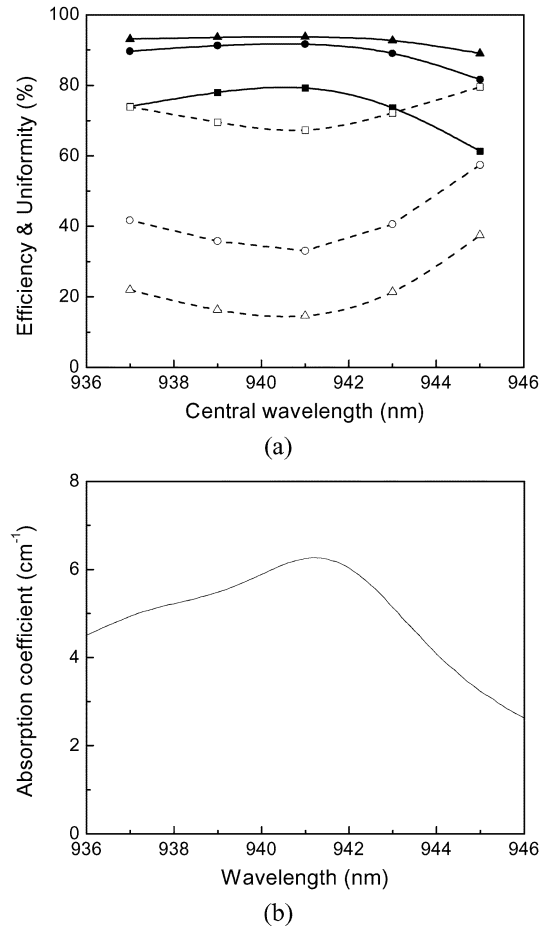 100
80
60
40
20
0
Efficiency & Uniformity (%)
936 938 940 942 944 946
Central wavelength (nm)
(a)
8
6
4
2
0
Absorption coefficient (cm⁻¹)
936 938 940 942 944 946
Wavelength (nm)
(b)